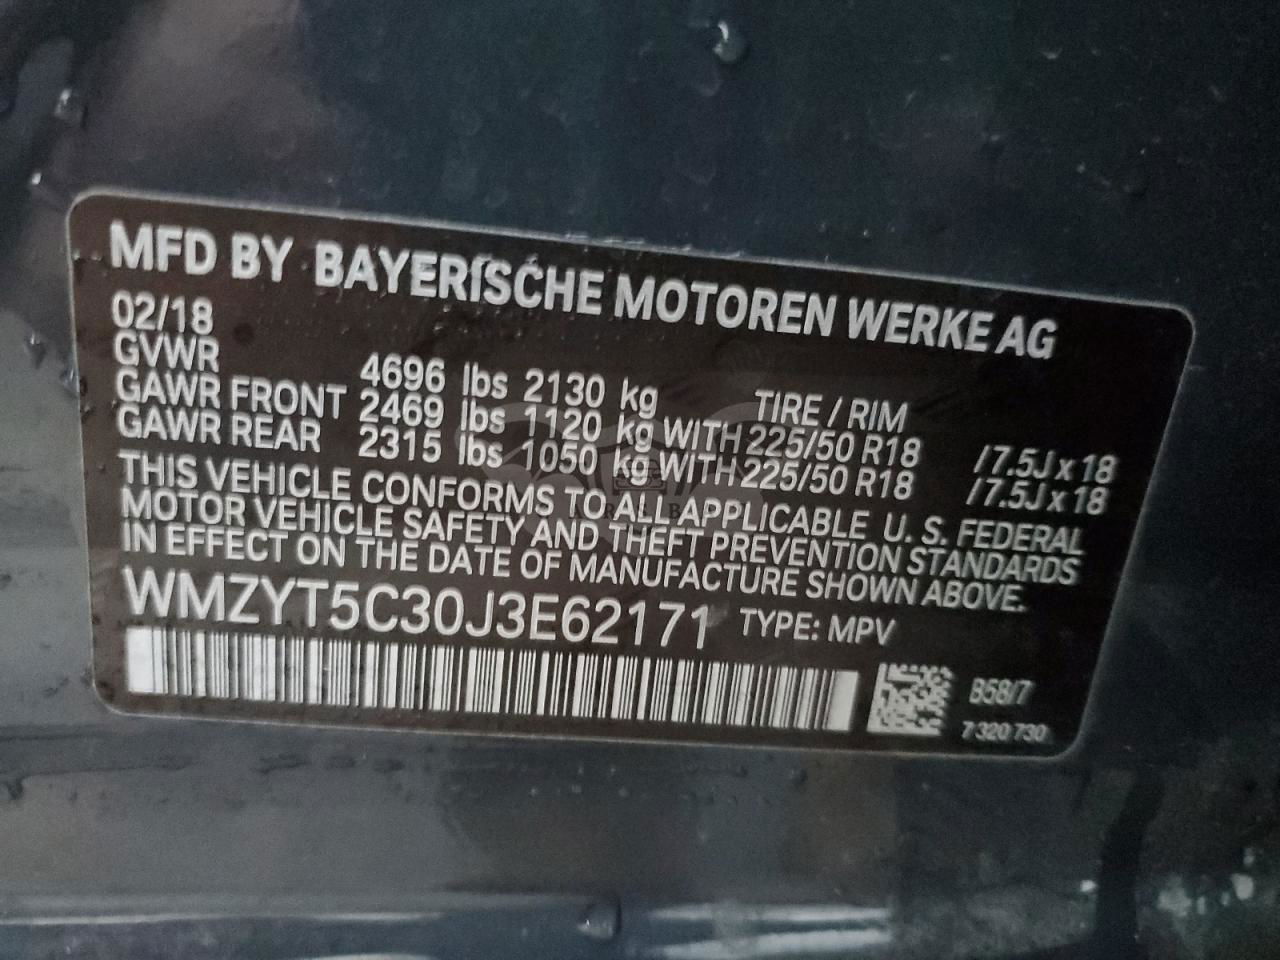 MFD BY BAYERISCHE MOTOREN WERKE AG
02/18
GVWR 4696 lbs 2130 kg TIRE / RIM
GAWR FRONT 2469 lbs 1120 kg WITH 225/50 R18 / 7.5J x 18
GAWR REAR 2315 lbs 1050 kg WITH 225/50 R18 / 7.5J x 18
THIS VEHICLE CONFORMS TO ALL APPLICABLE U. S. FEDERAL
MOTOR VEHICLE SAFETY AND THEFT PREVENTION STANDARDS
IN EFFECT ON THE DATE OF MANUFACTURE SHOWN ABOVE.
WMZYT5C30J3E62171 TYPE: MPV
B58/7
7 320 730